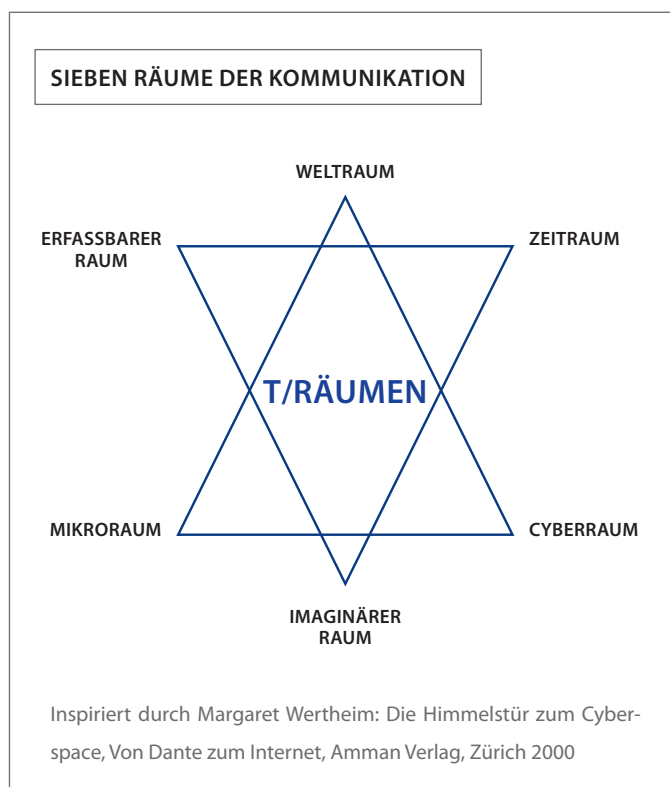 SIEBEN RÄUME DER KOMMUNIKATION
WELTRAUM
ERFASSBARER
RAUM
ZEITRAUM
T/RÄUMEN
MIKRORAUM
CYBERRAUM
IMAGINÄRER
RAUM
Inspiriert durch Margaret Wertheim: Die Himmelstür zum Cyber-
space, Von Dante zum Internet, Amman Verlag, Zürich 2000